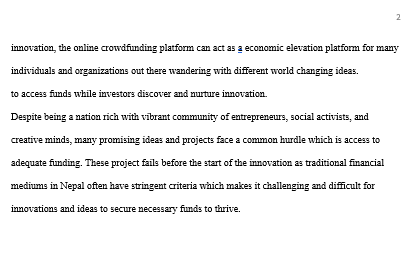 2
innovation, the online crowdfunding platform can act as a economic elevation platform for many
individuals and organizations out there wandering with different world changing ideas.
to access funds while investors discover and nurture innovation.
Despite being a nation rich with vibrant community of entrepreneurs, social activists, and
creative minds, many promising ideas and projects face a common hurdle which is access to
adequate funding. These project fails before the start of the innovation as traditional financial
mediums in Nepal often have stringent criteria which makes it challenging and difficult for
innovations and ideas to secure necessary funds to thrive.